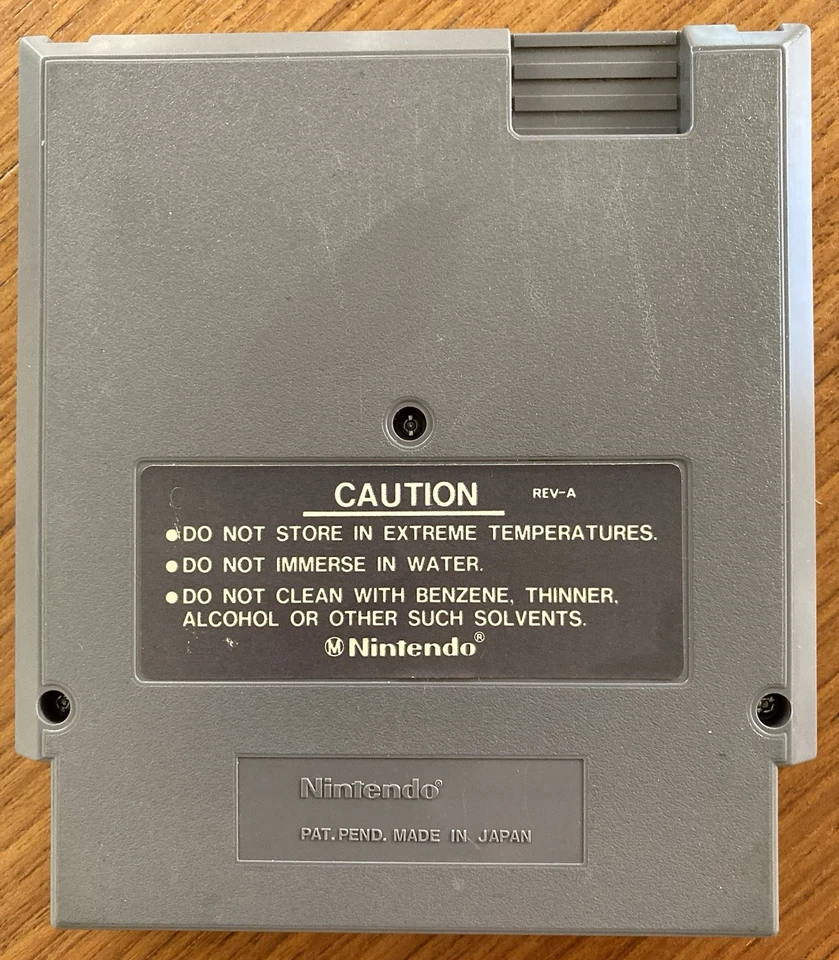 CAUTION REV-A
●DO NOT STORE IN EXTREME TEMPERATURES.
●DO NOT IMMERSE IN WATER.
●DO NOT CLEAN WITH BENZENE, THINNER,
ALCOHOL OR OTHER SUCH SOLVENTS.
Ⓜ Nintendo®
Nintendo®
PAT. PEND. MADE IN JAPAN